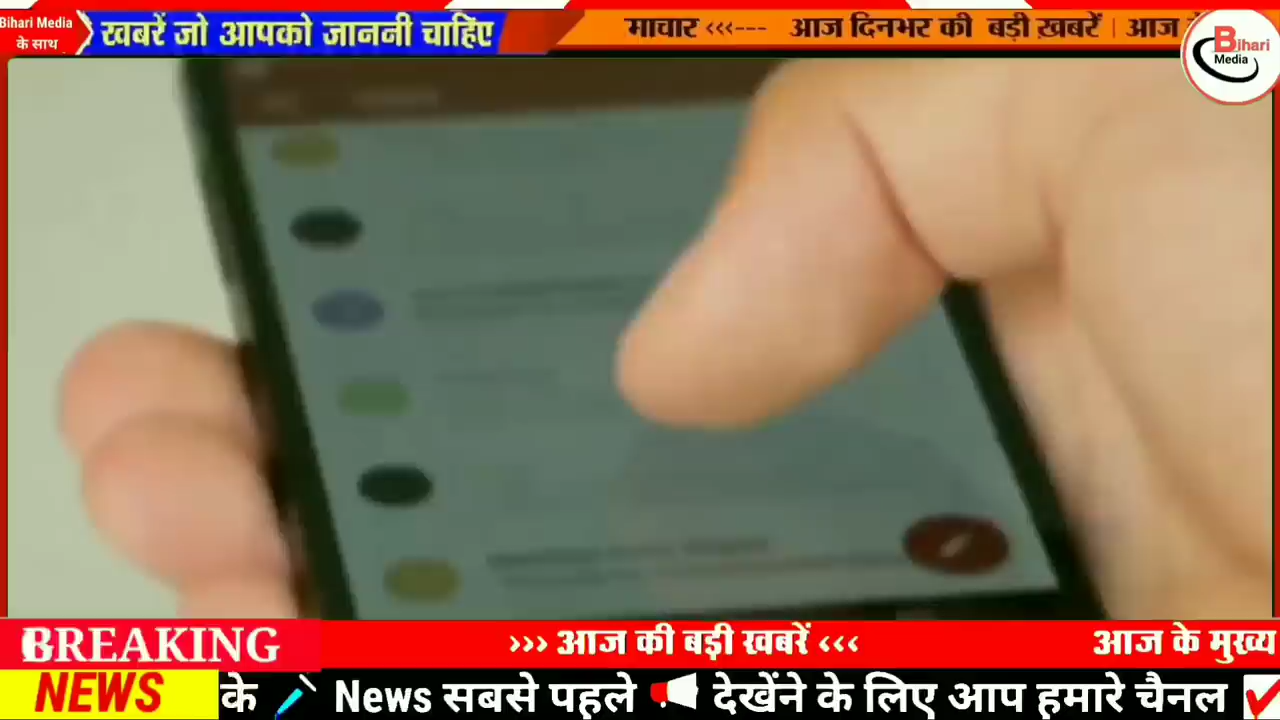 Bihari Media
के साथ
खबरें जो आपको जाननी चाहिए
माचार <<<--- आज दिनभर की बड़ी ख़बरें | आज
Bihari
Media
BREAKING
NEWS
>>> आज की बड़ी खबरें <<<
आज के मुख्य
के News सबसे पहले देखेंने के लिए आप हमारे चैनल